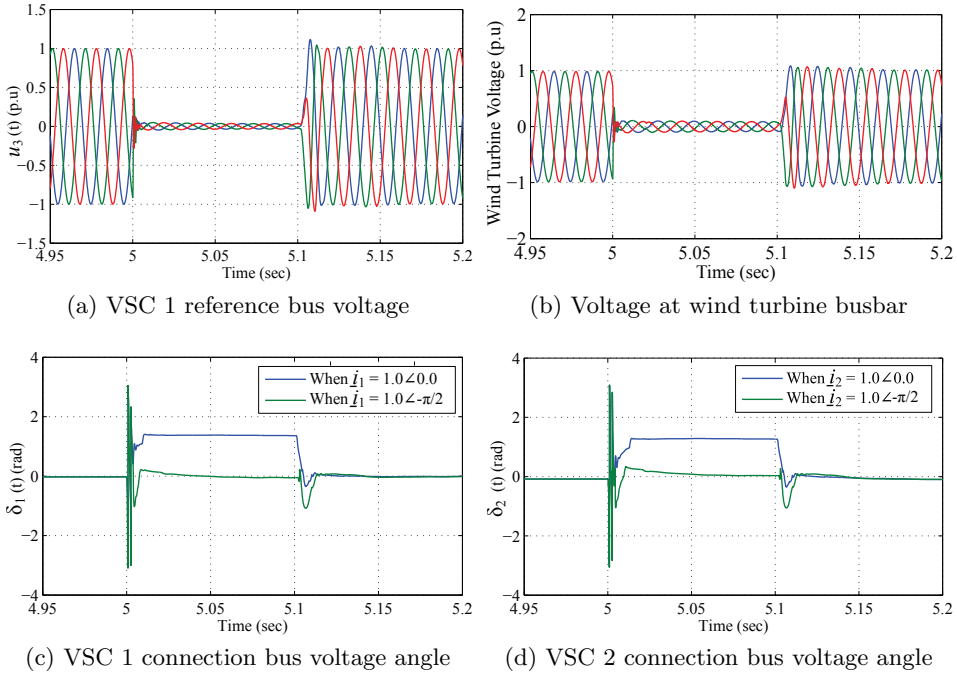 1.5
1
0.5
0
−0.5
−1
−1.5
u3 (t) (p.u)
4.95 5 5.05 5.1 5.15 5.2
Time (sec)
(a) VSC 1 reference bus voltage
2
1
0
−1
−2
Wind Turbine Voltage (p.u)
4.95 5 5.05 5.1 5.15 5.2
Time (sec)
(b) Voltage at wind turbine busbar
4
2
0
−2
−4
δ1 (t) (rad)
When i1 = 1.0∠0.0
When i1 = 1.0∠-π/2
4.95 5 5.05 5.1 5.15 5.2
Time (sec)
(c) VSC 1 connection bus voltage angle
4
2
0
−2
−4
δ2 (t) (rad)
When i2 = 1.0∠0.0
When i2 = 1.0∠-π/2
4.95 5 5.05 5.1 5.15 5.2
Time (sec)
(d) VSC 2 connection bus voltage angle